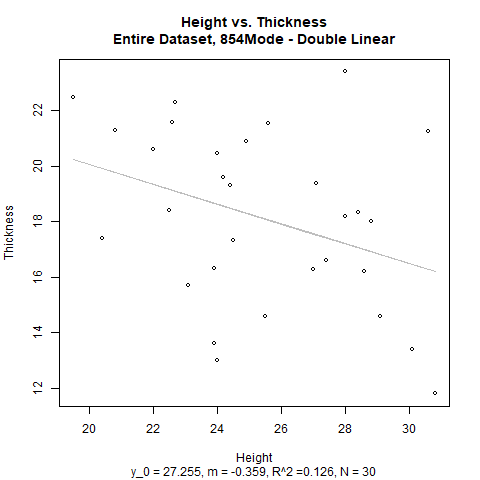 Height vs. Thickness
Entire Dataset, 854Mode - Double Linear
Thickness
22
20
18
16
14
12
20 22 24 26 28 30
Height
y_0 = 27.255, m = -0.359, R^2 =0.126, N = 30